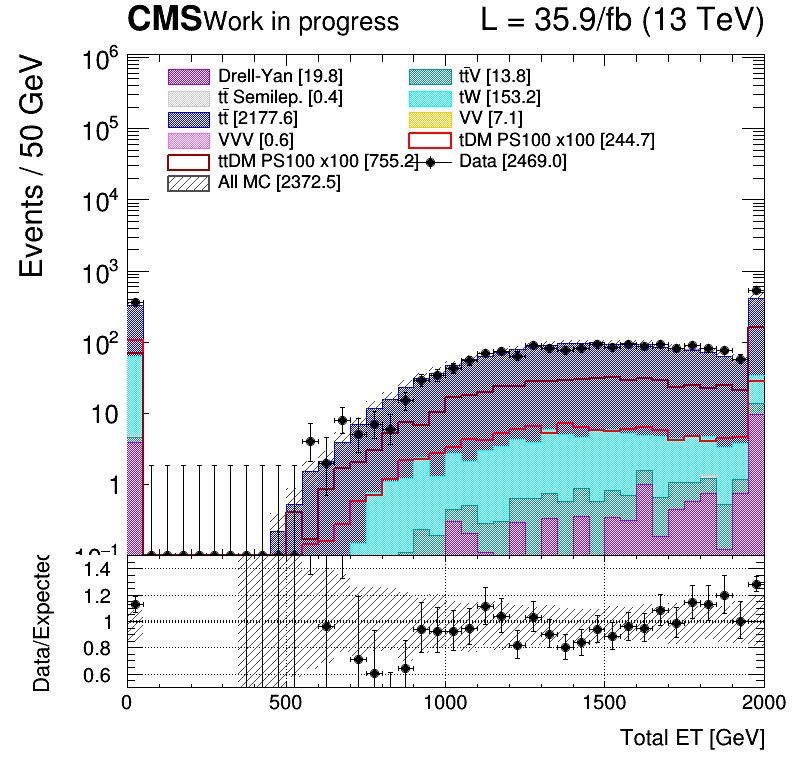 CMS Work in progress L = 35.9/fb (13 TeV)
Events / 50 GeV
10⁶
10⁵
10⁴
10³
10²
10
1
10⁻¹
Drell-Yan [19.8]
tt̄ Semilep. [0.4]
tt̄ [2177.6]
VVV [0.6]
ttDM PS100 x100 [755.2]
All MC [2372.5]
tt̄V [13.8]
tW [153.2]
VV [7.1]
tDM PS100 x100 [244.7]
Data [2469.0]
Data/Expected
1.4
1.2
1
0.8
0.6
0 500 1000 1500 2000
Total ET [GeV]